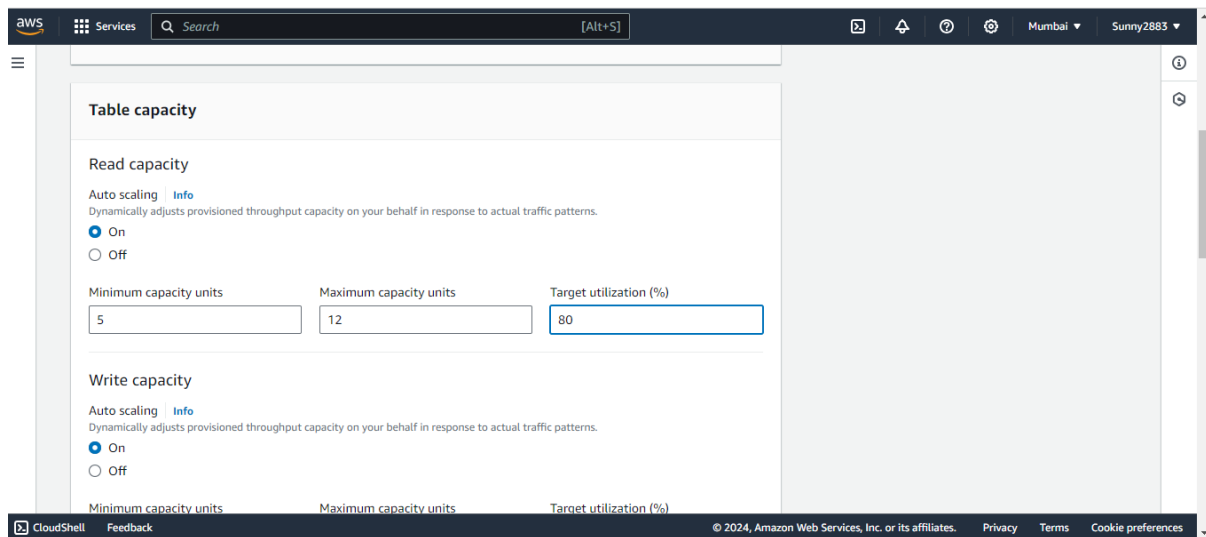 aws Services Search [Alt+S] Mumbai Sunny2883
Table capacity
Read capacity
Auto scaling Info
Dynamically adjusts provisioned throughput capacity on your behalf in response to actual traffic patterns.
On
Off
Minimum capacity units Maximum capacity units Target utilization (%)
5 12 80
Write capacity
Auto scaling Info
Dynamically adjusts provisioned throughput capacity on your behalf in response to actual traffic patterns.
On
Off
Minimum capacity units Maximum capacity units Target utilization (%)
CloudShell Feedback © 2024, Amazon Web Services, Inc. or its affiliates. Privacy Terms Cookie preferences